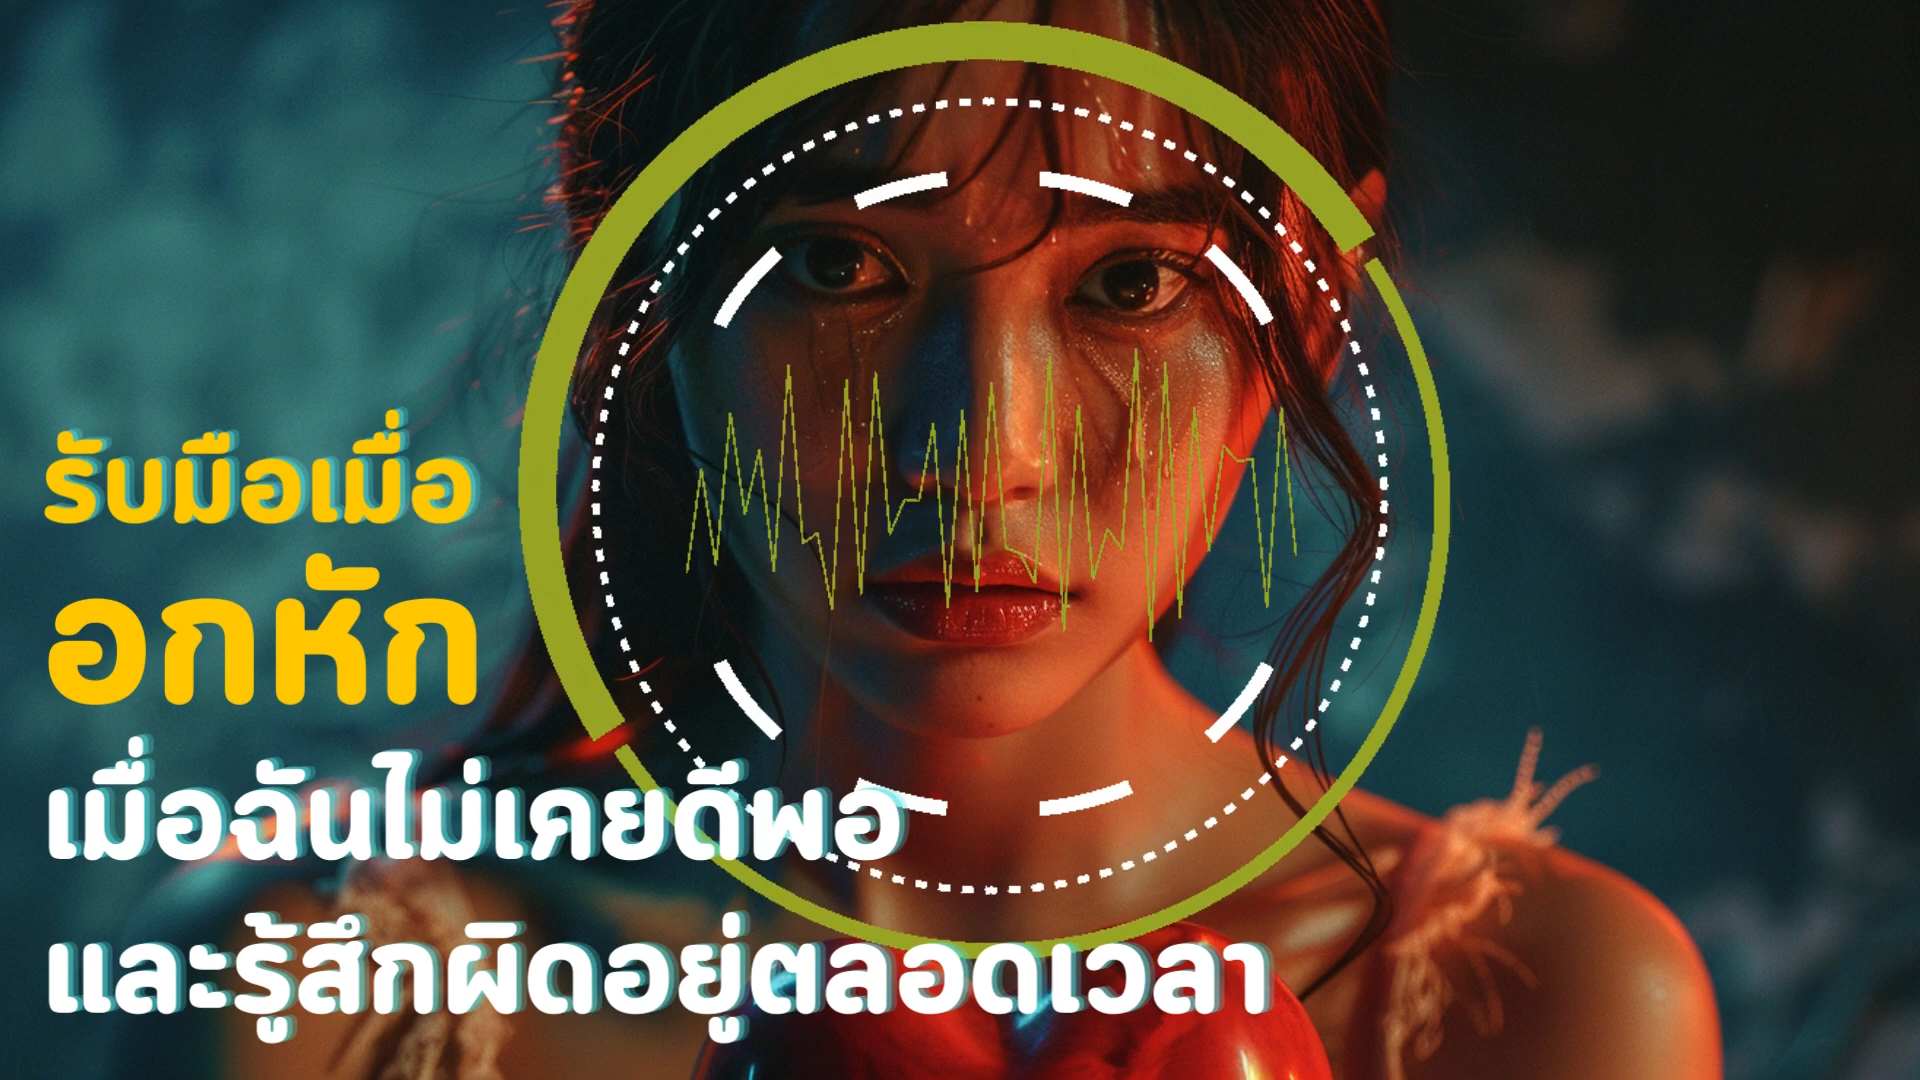 รับมือเมื่อ
อกหัก
เมื่อฉันไม่เคยดีพอ
และรู้สึกผิดอยู่ตลอดเวลา